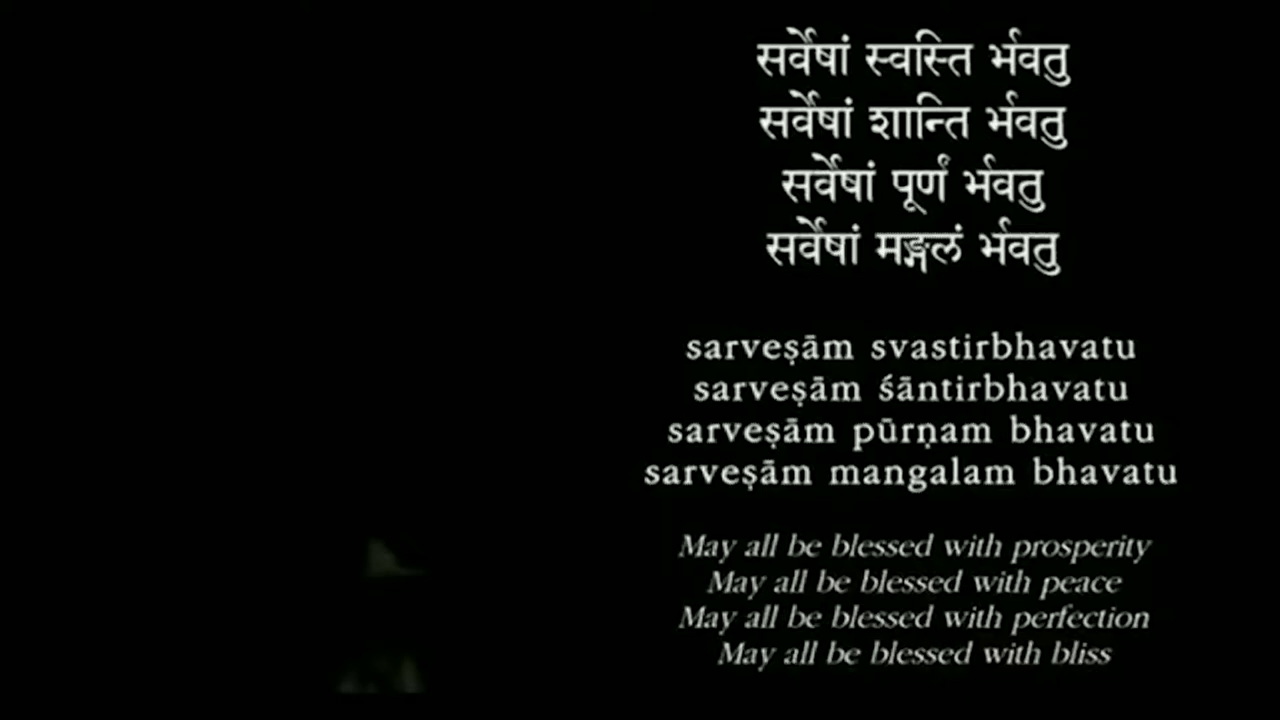 सर्वेषां स्वस्ति र्भवतु
सर्वेषां शान्ति र्भवतु
सर्वेषां पूर्णं र्भवतु
सर्वेषां मङ्गलं र्भवतु
sarveṣām svastirbhavatu
sarveṣām śāntirbhavatu
sarveṣām pūrṇam bhavatu
sarveṣām mangalam bhavatu
May all be blessed with prosperity
May all be blessed with peace
May all be blessed with perfection
May all be blessed with bliss